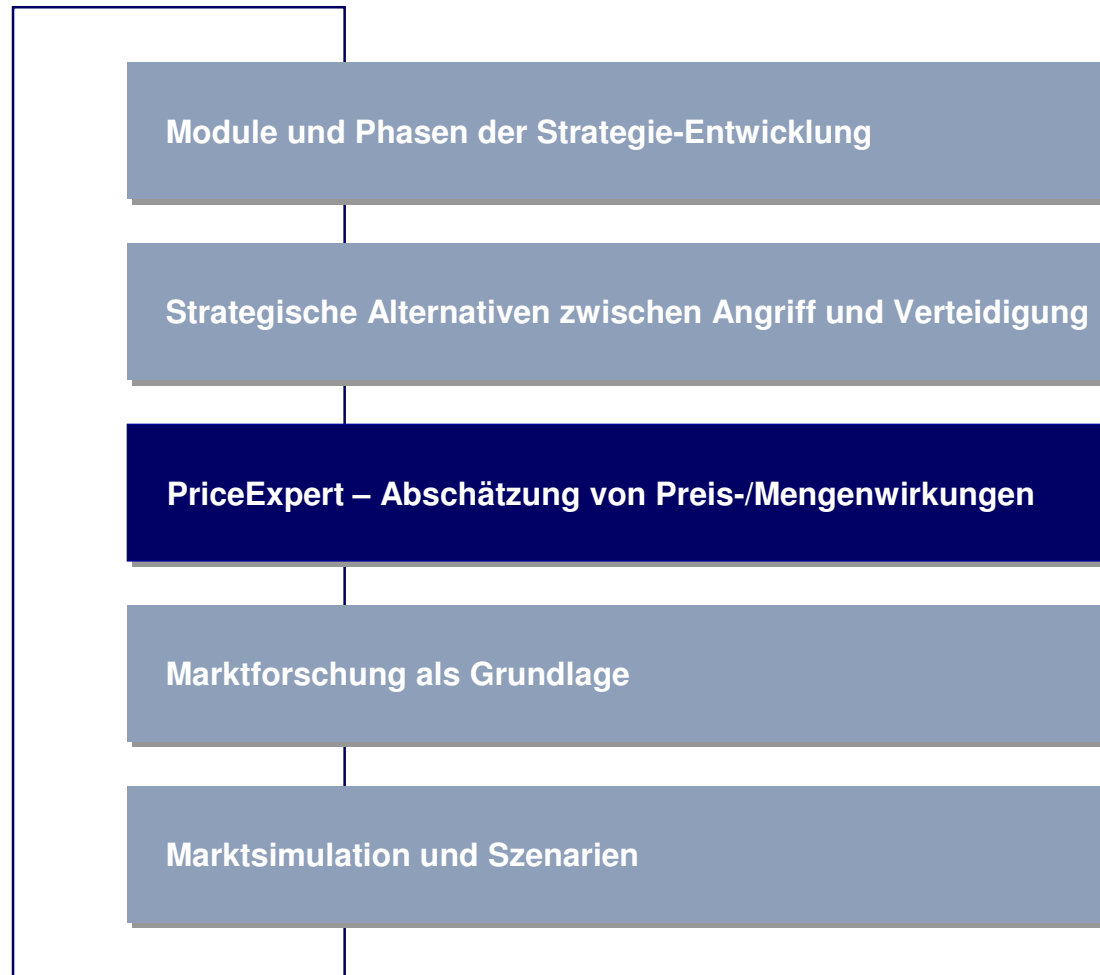 Module und Phasen der Strategie-Entwicklung
Strategische Alternativen zwischen Angriff und Verteidigung
PriceExpert – Abschätzung von Preis-/Mengenwirkungen
Marktforschung als Grundlage
Marktsimulation und Szenarien